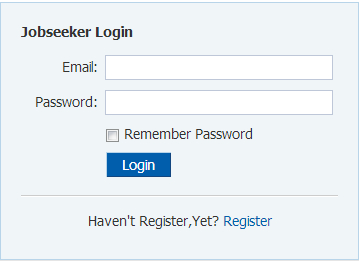 Jobseeker Login
Email:
Password:
Remember Password
Login
Haven't Register,Yet? Register